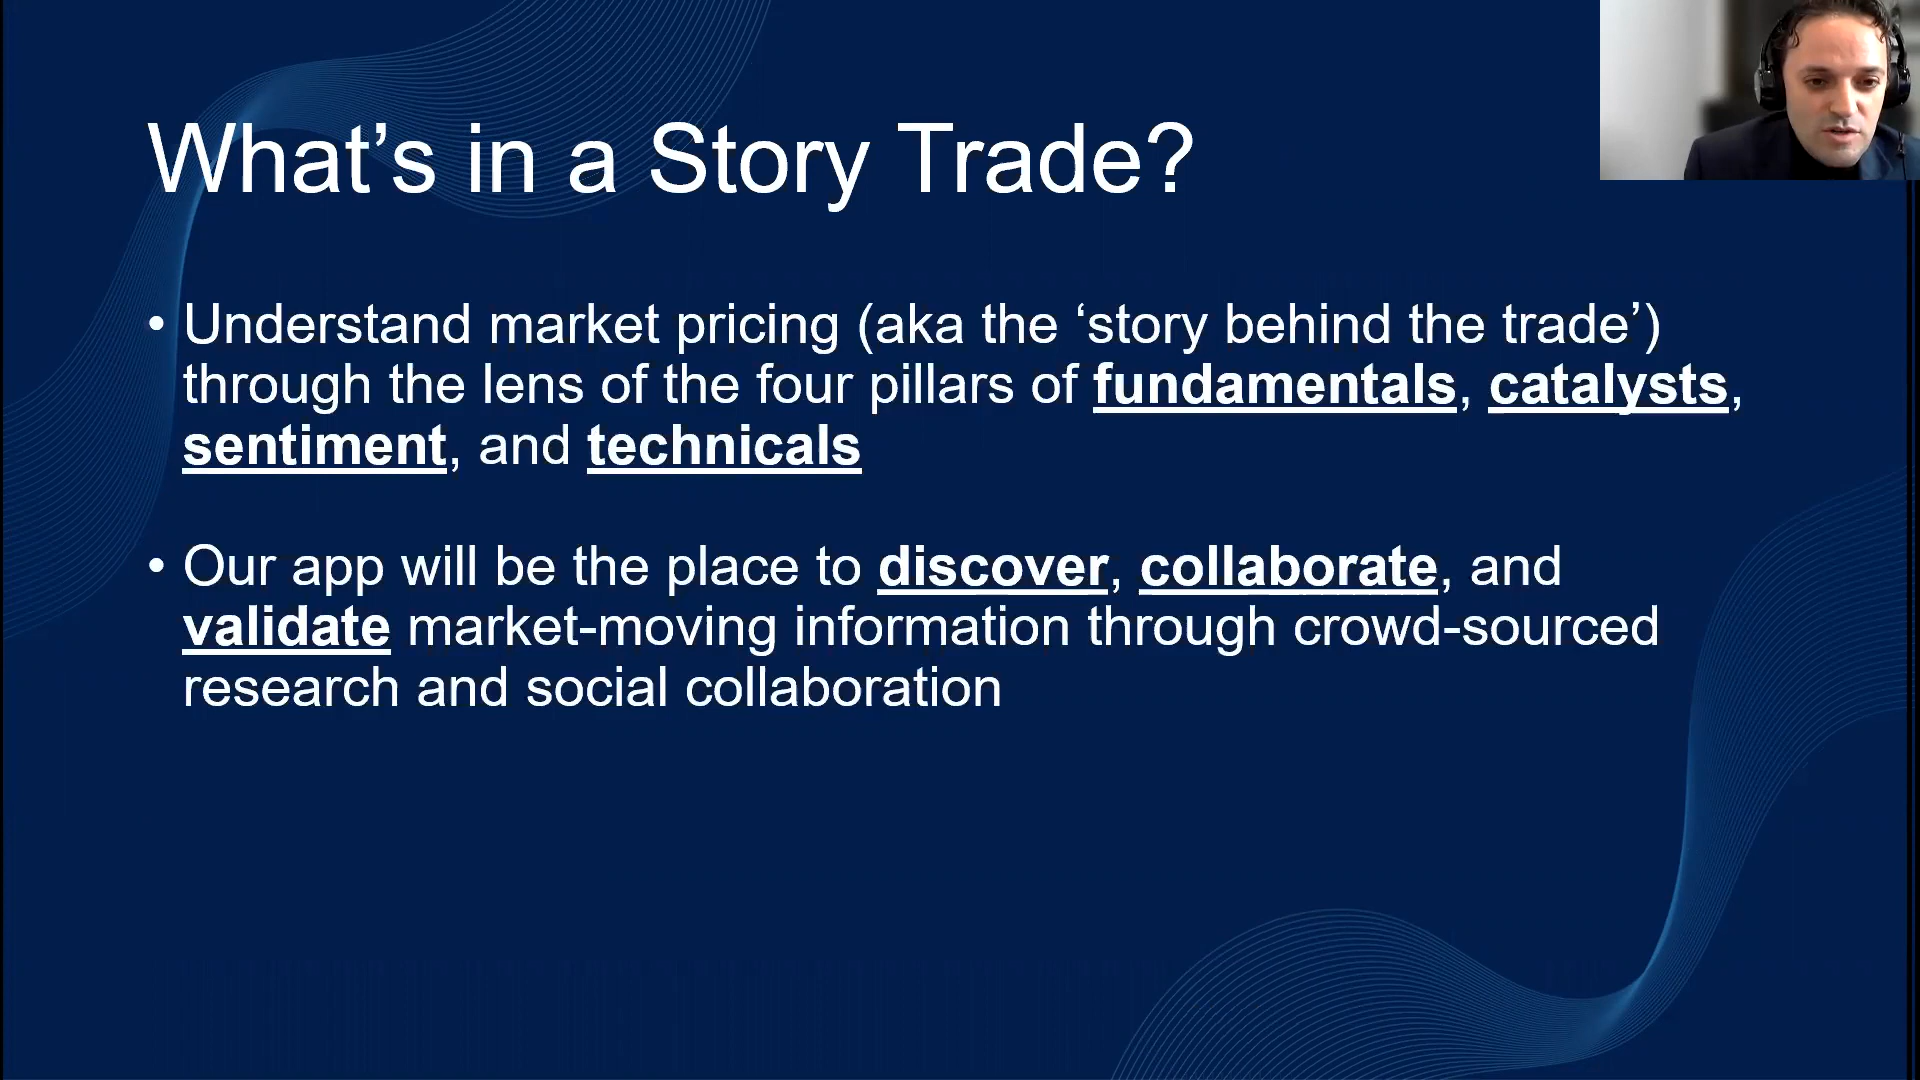 What’s in a Story Trade?
• Understand market pricing (aka the ‘story behind the trade’)
through the lens of the four pillars of fundamentals, catalysts,
sentiment, and technicals
• Our app will be the place to discover, collaborate, and
validate market-moving information through crowd-sourced
research and social collaboration